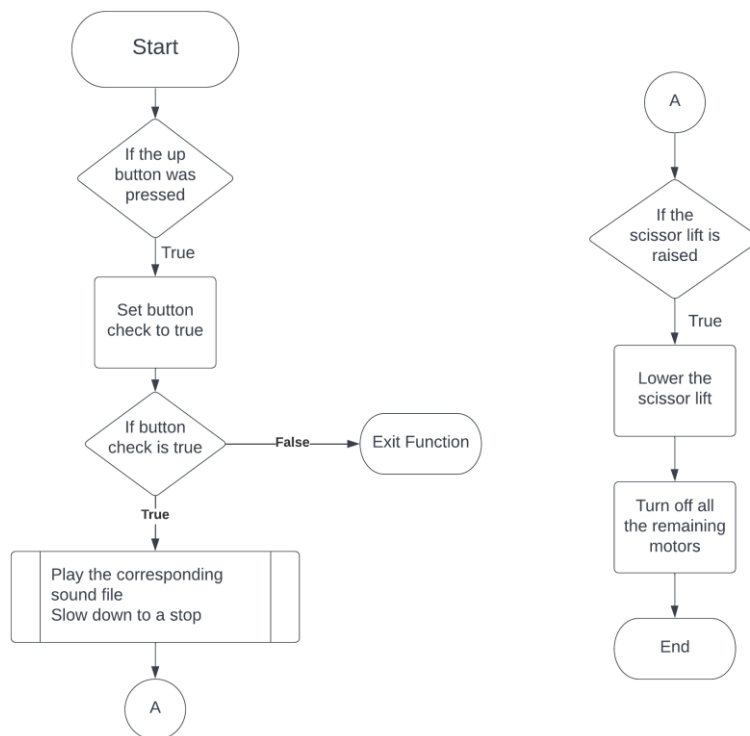 Start
If the up
button was
pressed
True
Set button
check to true
If button
check is true
False
Exit Function
True
Play the corresponding
sound file
Slow down to a stop
A
A
If the
scissor lift is
raised
True
Lower the
scissor lift
Turn off all
the remaining
motors
End